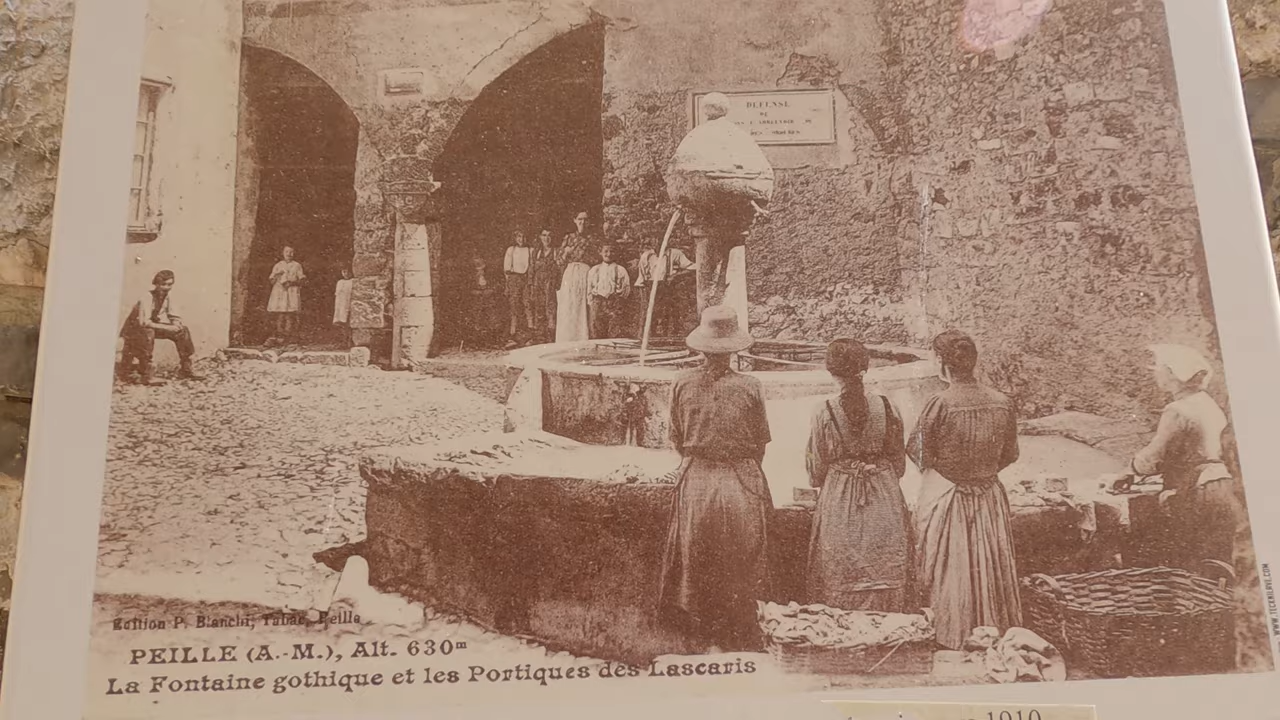 DEFENSE
Edition P. Bianchi, Tabac, Peille
PEILLE (A.-M.), Alt. 630m
La Fontaine gothique et les Portiques des Lascaris
1910